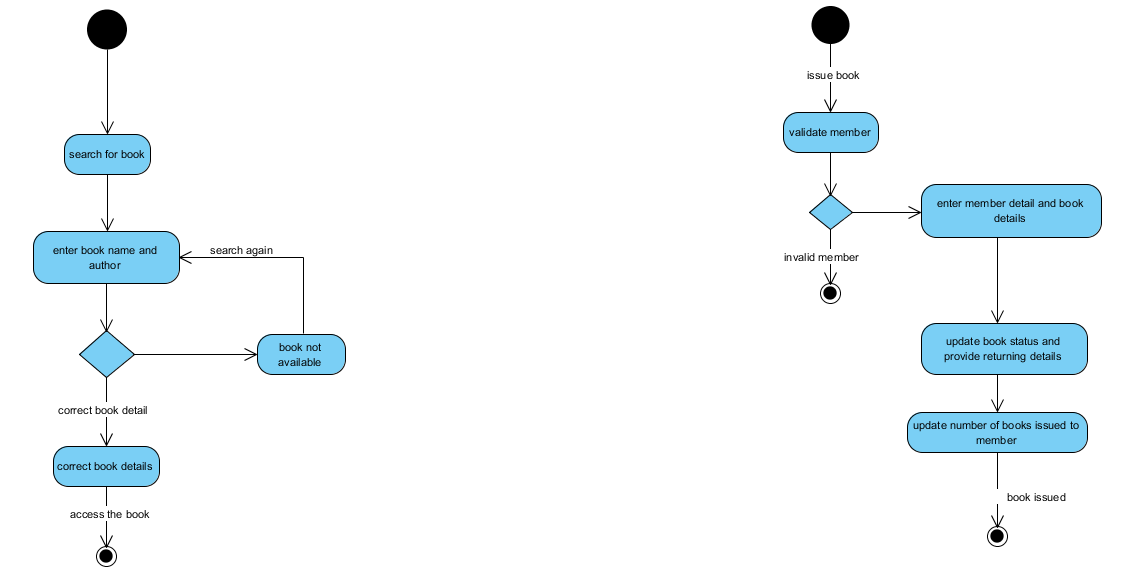 search for book
enter book name and
author
search again
book not
available
correct book detail
correct book details
access the book
issue book
validate member
enter member detail and book
details
invalid member
update book status and
provide returning details
update number of books issued to
member
book issued